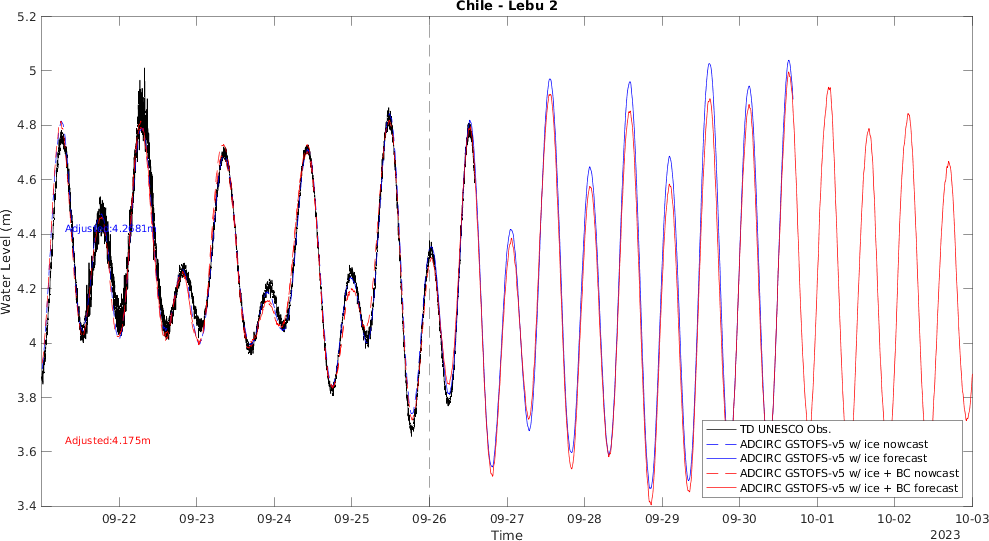 Chile - Lebu 2
5.2
5
4.8
4.6
4.4
4.2
4
3.8
3.6
3.4
Water Level (m)
Adjusted:4.2681m
Adjusted:4.175m
TD UNESCO Obs.
ADCIRC GSTOFS-v5 w/ ice nowcast
ADCIRC GSTOFS-v5 w/ ice forecast
ADCIRC GSTOFS-v5 w/ ice + BC nowcast
ADCIRC GSTOFS-v5 w/ ice + BC forecast
09-22 09-23 09-24 09-25 09-26 09-27 09-28 09-29 09-30 10-01 10-02 10-03
Time
2023